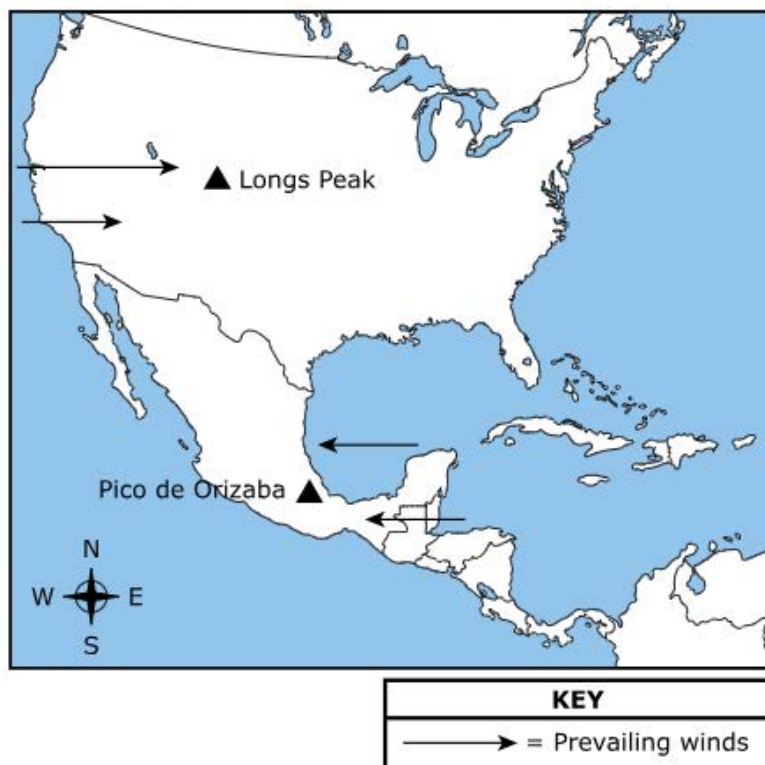 Longs Peak
Pico de Orizaba
N
W E
S
KEY
= Prevailing winds